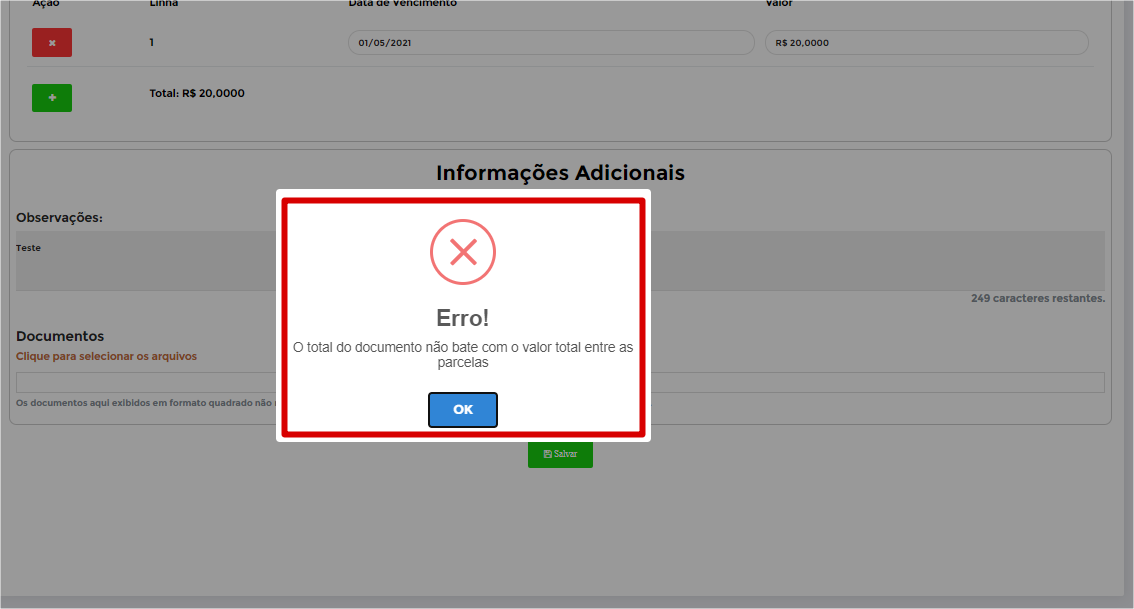 Ação Linha Data de Vencimento Valor
1 01/05/2021 R$ 20,0000
Total: R$ 20,0000
Informações Adicionais
Observações:
Teste
249 caracteres restantes.
Erro!
O total do documento não bate com o valor total entre as
parcelas
OK
Documentos
Clique para selecionar os arquivos
Os documentos aqui exibidos em formato quadrado não
Salvar